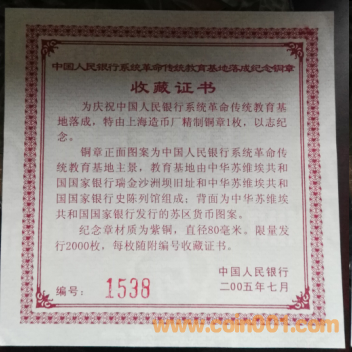 中国人民银行系统革命传统教育基地落成纪念铜章
收藏证书
为庆祝中国人民银行系统革命传统教育基
地落成，特由上海造币厂精制铜章1枚，以志纪
念。
铜章正面图案为中国人民银行系统革命传
统教育基地主景，教育基地由中华苏维埃共和
国国家银行瑞金沙洲坝旧址和中华苏维埃共
和国国家银行史陈列馆组成；背面为中华苏维埃
共和国国家银行发行的苏区货币图案。
纪念章材质为紫铜，直径80毫米。限量发
行2000枚，每枚随附编号收藏证书。
中国人民银行
编号：1538
二00五年七月
www.coin001.com